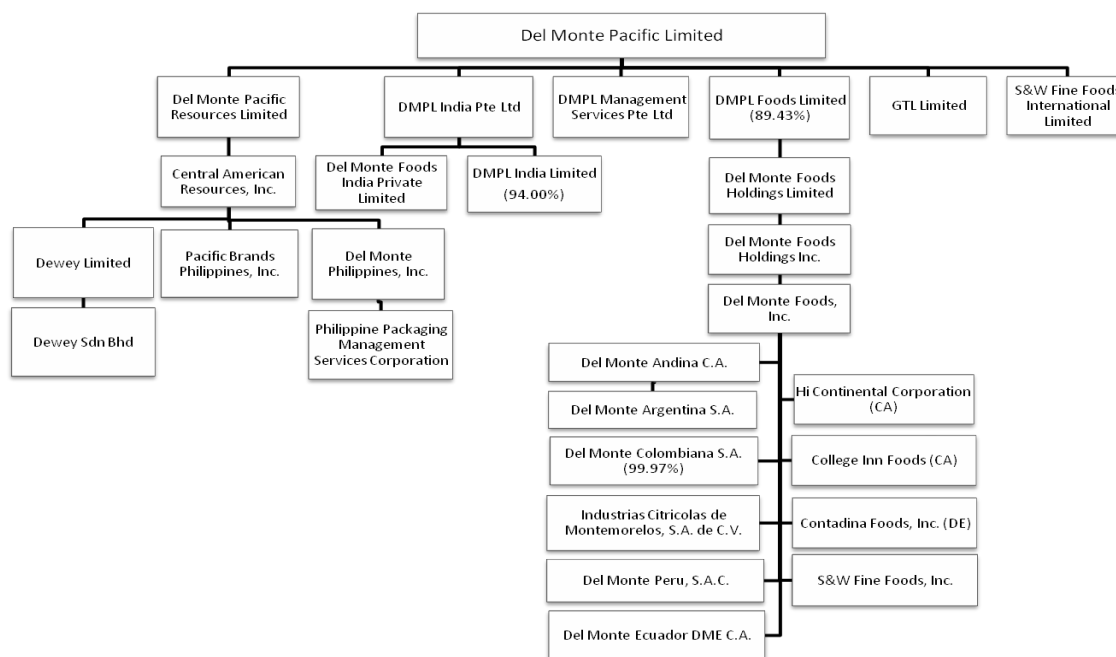 Del Monte Pacific Limited
Del Monte Pacific
Resources Limited
DMPL India Pte Ltd
DMPL Management
Services Pte Ltd
DMPL Foods Limited
(89.43%)
GTL Limited
S&W Fine Foods
International
Limited
Central American
Resources, Inc.
Del Monte Foods
India Private
Limited
DMPL India Limited
(94.00%)
Del Monte Foods
Holdings Limited
Dewey Limited
Pacific Brands
Philippines, Inc.
Del Monte
Philippines, Inc.
Del Monte Foods
Holdings Inc.
Dewey Sdn Bhd
Philippine Packaging
Management
Services Corporation
Del Monte Foods,
Inc.
Del Monte Andina C.A.
Hi Continental Corporation
(CA)
Del Monte Argentina S.A.
Del Monte Colombiana S.A.
(99.97%)
College Inn Foods (CA)
Industrias Citricolas de
Montemorelos, S.A. de C.V.
Contadina Foods, Inc. (DE)
Del Monte Peru, S.A.C.
S&W Fine Foods, Inc.
Del Monte Ecuador DME C.A.